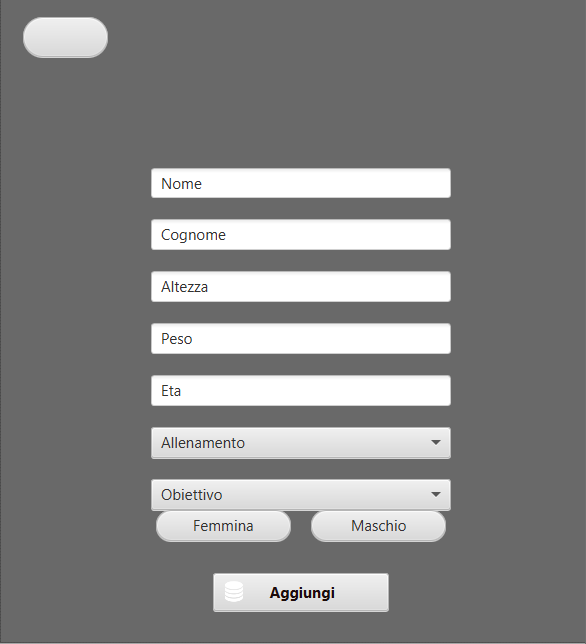 Nome
Cognome
Altezza
Peso
Eta
Allenamento
Obiettivo
Femmina Maschio
Aggiungi